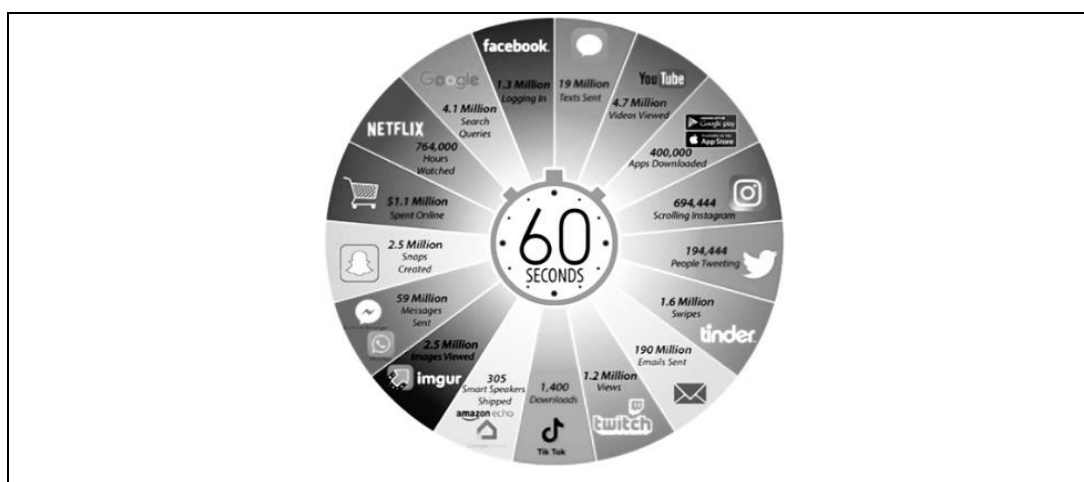 facebook.
1.3 Million
Logging In
19 Million
Texts Sent
YouTube
4.7 Million
Videos Viewed
Google play
App Store
400,000
Apps Downloaded
694,444
Scrolling Instagram
194,444
People Tweeting
1.6 Million
Swipes
tinder
190 Million
Emails Sent
1.2 Million
Views
twitch
1,400
Downloads
Tik Tok
305
Smart Speakers
Shipped
amazon echo
2.5 Million
Images Viewed
imgur
59 Million
Messages
Sent
2.5 Million
Snaps
Created
$1.1 Million
Spent Online
764,000
Hours
Watched
NETFLIX
Google
4.1 Million
Search
Queries
60
SECONDS